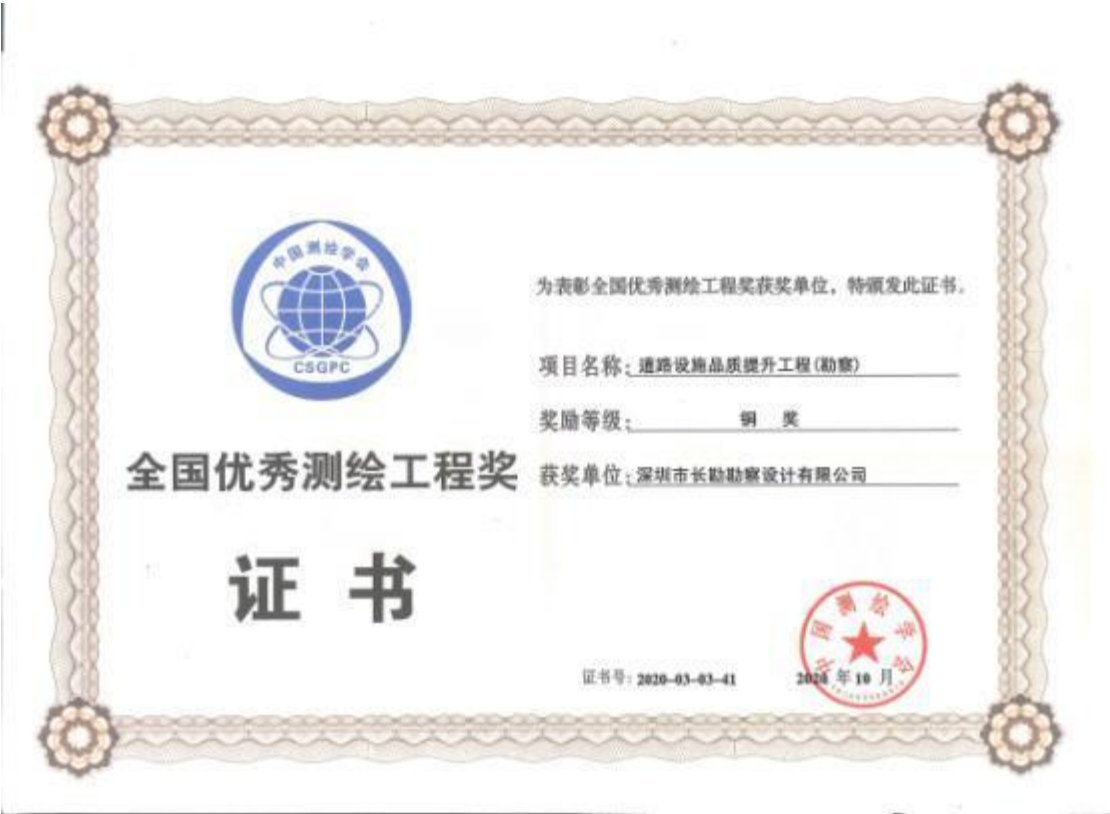 中国测绘学会
CSGPC
全国优秀测绘工程奖
证书
为表彰全国优秀测绘工程奖获奖单位，特颁发此证书。
项目名称：道路设施品质提升工程(勘察)
奖励等级：铜 奖
获奖单位：深圳市长勘勘察设计有限公司
中国测绘学会
证书号：2020-03-03-41
2020 年 10 月